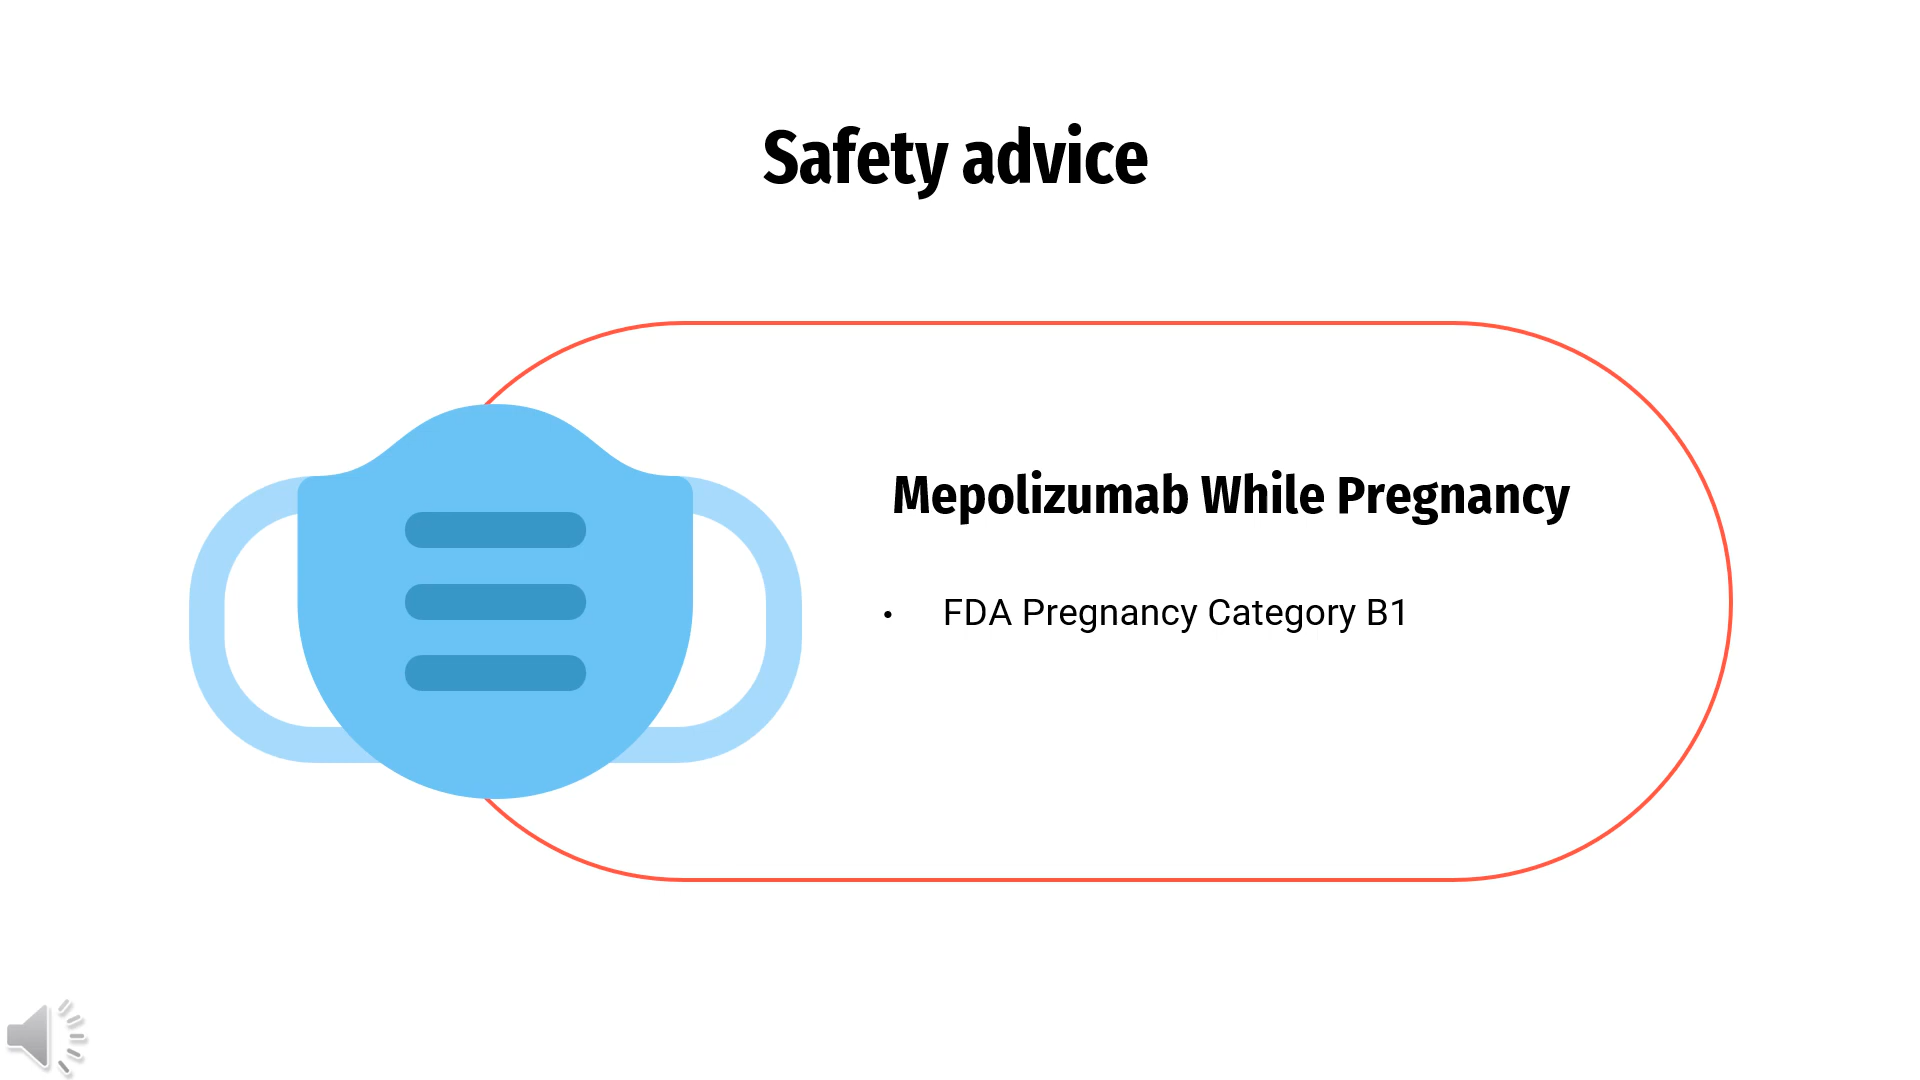 Safety advice
Mepolizumab While Pregnancy
• FDA Pregnancy Category B1